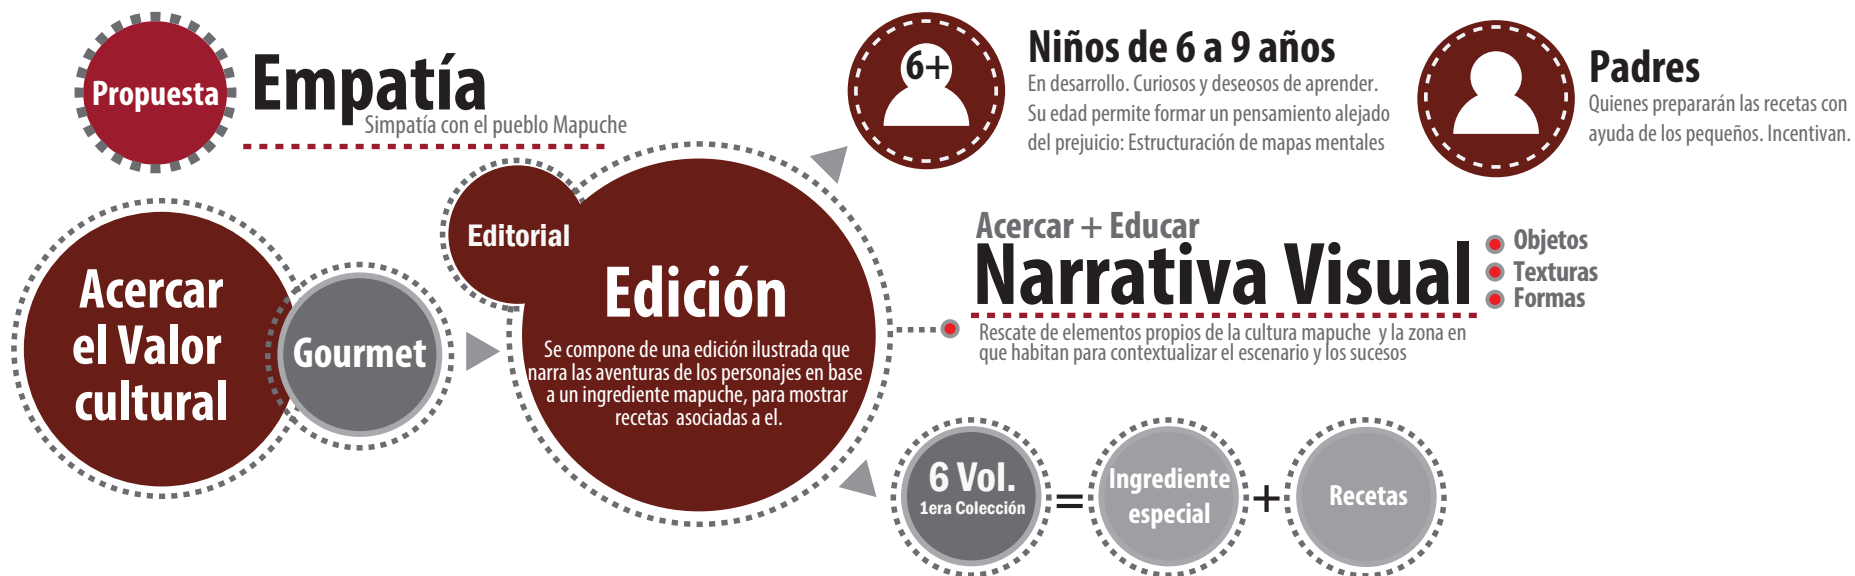 Propuesta
Empatía
Simpatía con el pueblo Mapuche
6+
Niños de 6 a 9 años
En desarrollo. Curiosos y deseosos de aprender.
Su edad permite formar un pensamiento alejado
del prejuicio: Estructuración de mapas mentales
Padres
Quienes prepararán las recetas con
ayuda de los pequeños. Incentivan.
Acercar
el Valor
cultural
Gourmet
Editorial
Edición
Se compone de una edición ilustrada que
narra las aventuras de los personajes en base
a un ingrediente mapuche, para mostrar
recetas asociadas a el.
Acercar + Educar
Narrativa Visual
Objetos
Texturas
Formas
Rescate de elementos propios de la cultura mapuche y la zona en
que habitan para contextualizar el escenario y los sucesos
6 Vol.
1era Colección
=
Ingrediente
especial
+
Recetas